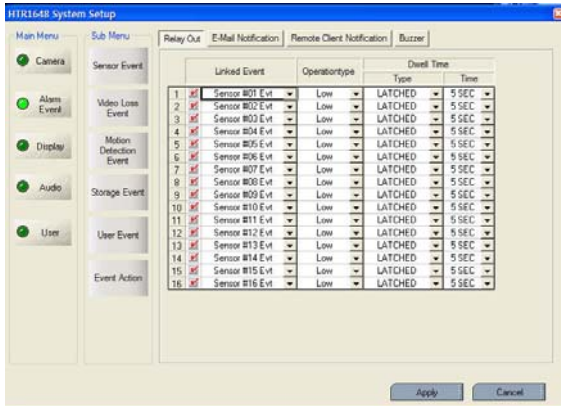 HTR1648 System Setup
Main Menu
Camera
Alarm
Event
Display
Audio
User
Sub Menu
Sensor Event
Video Loss
Event
Motion
Detection
Event
Storage Event
User Event
Event Action
Relay Out
E-Mail Notification
Remote Client Notification
Buzzer
Linked Event
Operationtype
Dwell Time
Type
Time
1 Sensor #01 Evt Low LATCHED 5 SEC
2 Sensor #02 Evt Low LATCHED 5 SEC
3 Sensor #03 Evt Low LATCHED 5 SEC
4 Sensor #04 Evt Low LATCHED 5 SEC
5 Sensor #05 Evt Low LATCHED 5 SEC
6 Sensor #06 Evt Low LATCHED 5 SEC
7 Sensor #07 Evt Low LATCHED 5 SEC
8 Sensor #08 Evt Low LATCHED 5 SEC
9 Sensor #09 Evt Low LATCHED 5 SEC
10 Sensor #10 Evt Low LATCHED 5 SEC
11 Sensor #11 Evt Low LATCHED 5 SEC
12 Sensor #12 Evt Low LATCHED 5 SEC
13 Sensor #13 Evt Low LATCHED 5 SEC
14 Sensor #14 Evt Low LATCHED 5 SEC
15 Sensor #15 Evt Low LATCHED 5 SEC
16 Sensor #16 Evt Low LATCHED 5 SEC
Apply
Cancel